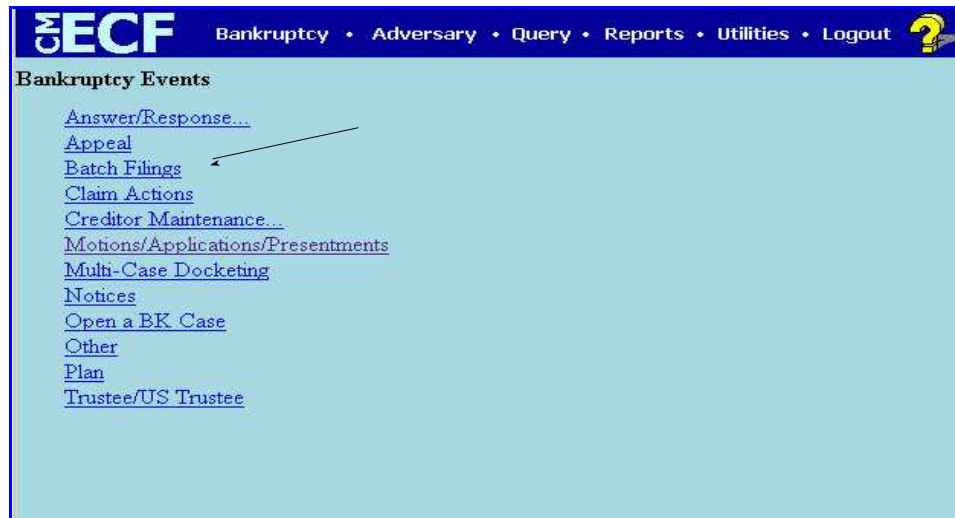 CM ECF Bankruptcy • Adversary • Query • Reports • Utilities • Logout ?
Bankruptcy Events
Answer/Response...
Appeal
Batch Filings
Claim Actions
Creditor Maintenance...
Motions/Applications/Presentments
Multi-Case Docketing
Notices
Open a BK Case
Other
Plan
Trustee/US Trustee